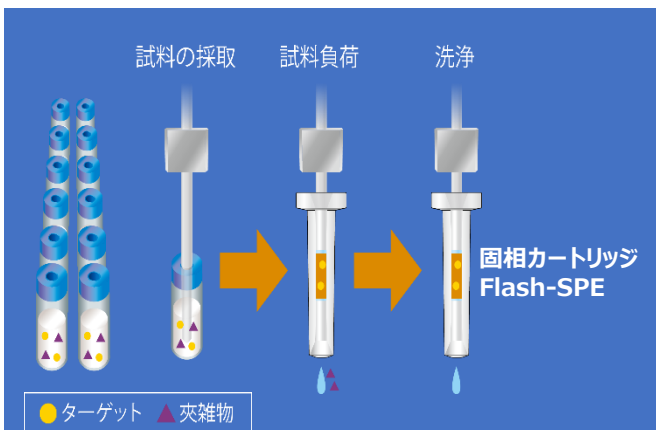 試料の採取
試料負荷
洗浄
固相カートリッジ
Flash-SPE
ターゲット
夾雑物